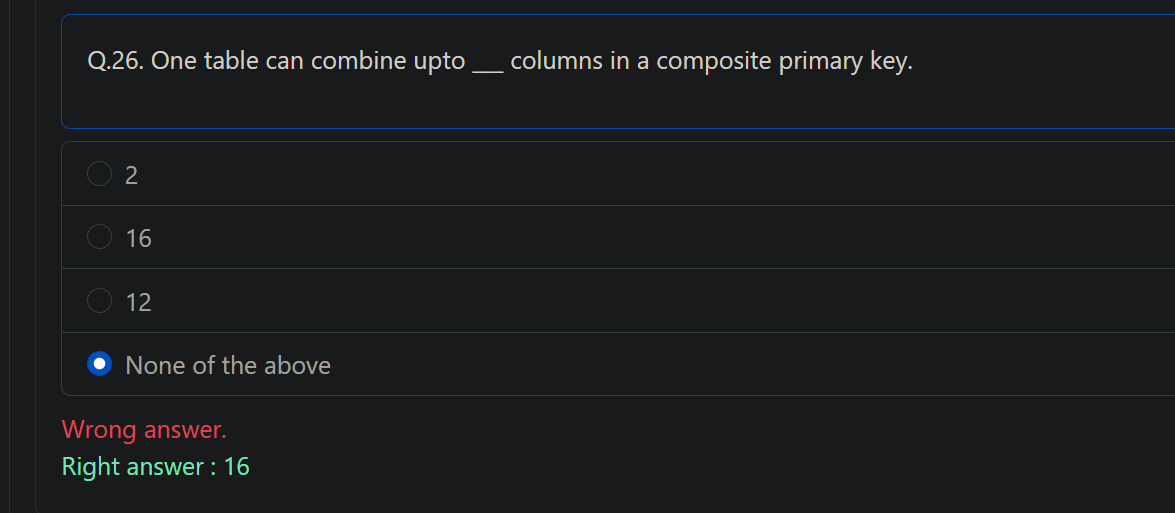 Q.26. One table can combine upto ___ columns in a composite primary key.
2
16
12
None of the above
Wrong answer.
Right answer : 16